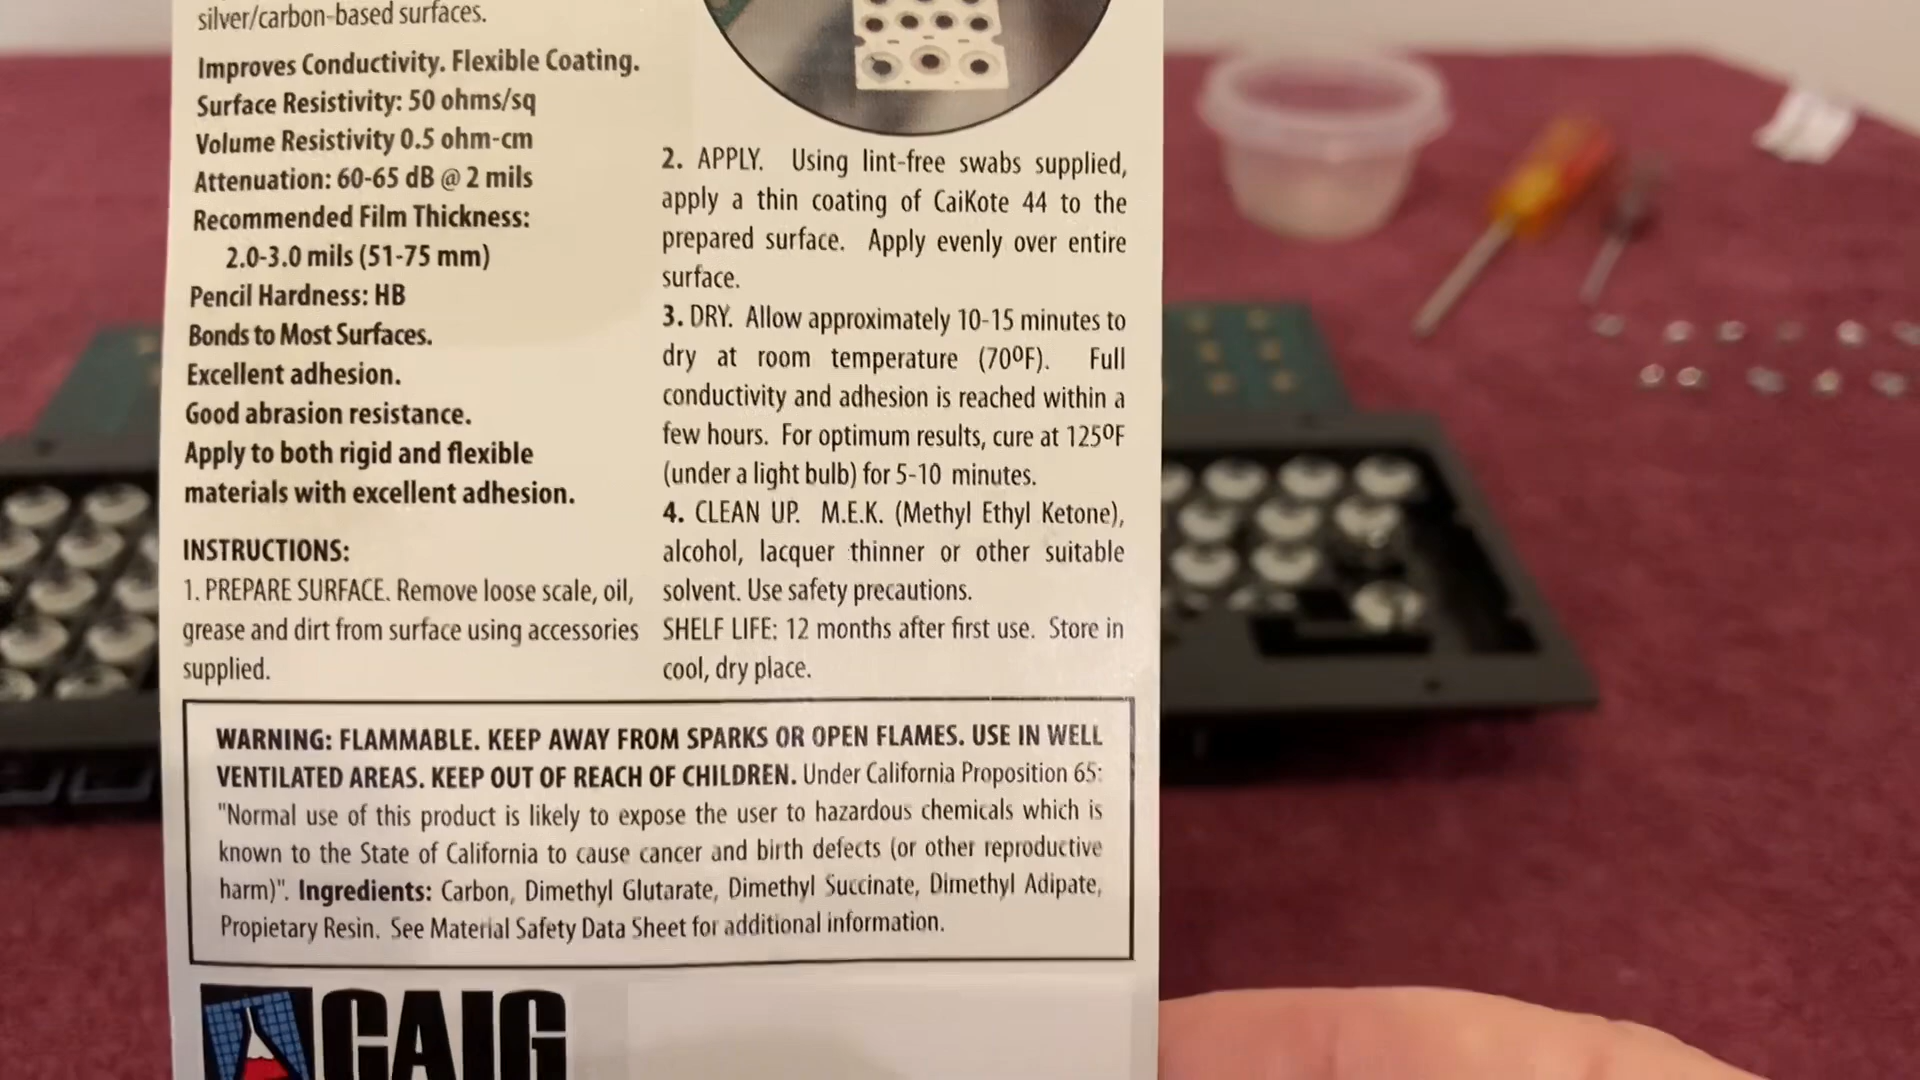 silver/carbon-based surfaces.
Improves Conductivity. Flexible Coating.
Surface Resistivity: 50 ohms/sq
Volume Resistivity 0.5 ohm-cm
Attenuation: 60-65 dB @ 2 mils
Recommended Film Thickness:
2.0-3.0 mils (51-75 mm)
Pencil Hardness: HB
Bonds to Most Surfaces.
Excellent adhesion.
Good abrasion resistance.
Apply to both rigid and flexible
materials with excellent adhesion.
INSTRUCTIONS:
1. PREPARE SURFACE. Remove loose scale, oil,
grease and dirt from surface using accessories
supplied.
2. APPLY. Using lint-free swabs supplied,
apply a thin coating of CaiKote 44 to the
prepared surface. Apply evenly over entire
surface.
3. DRY. Allow approximately 10-15 minutes to
dry at room temperature (70ºF). Full
conductivity and adhesion is reached within a
few hours. For optimum results, cure at 125ºF
(under a light bulb) for 5-10 minutes.
4. CLEAN UP. M.E.K. (Methyl Ethyl Ketone),
alcohol, lacquer thinner or other suitable
solvent. Use safety precautions.
SHELF LIFE: 12 months after first use. Store in
cool, dry place.
WARNING: FLAMMABLE. KEEP AWAY FROM SPARKS OR OPEN FLAMES. USE IN WELL
VENTILATED AREAS. KEEP OUT OF REACH OF CHILDREN. Under California Proposition 65:
"Normal use of this product is likely to expose the user to hazardous chemicals which is
known to the State of California to cause cancer and birth defects (or other reproductive
harm)". Ingredients: Carbon, Dimethyl Glutarate, Dimethyl Succinate, Dimethyl Adipate,
Propietary Resin. See Material Safety Data Sheet for additional information.
CAIG